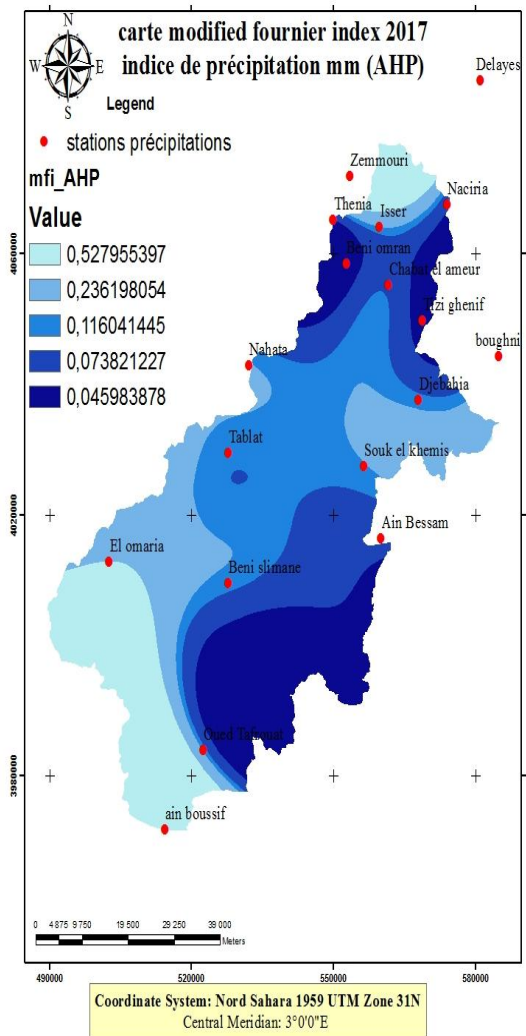 carte modified fournier index 2017
indice de précipitation mm (AHP)
N
W E
S
Legend
stations précipitations
mfi_AHP
Value
0,527955397
0,236198054
0,116041445
0,073821227
0,045983878
Delayes
Zemmouri
Thenia
Isser
Naciria
Beni omran
Chabat el ameur
Tizi ghenif
boughni
Nahata
Djebahia
Tablat
Souk el khemis
Ain Bessam
El omaria
Beni slimane
Oued Tafrouat
ain boussif
4060000
4020000
3980000
0 4 875 9 750 19 500 29 250 39 000
Meters
490000 520000 550000 580000
Coordinate System: Nord Sahara 1959 UTM Zone 31N
Central Meridian: 3°0'0"E